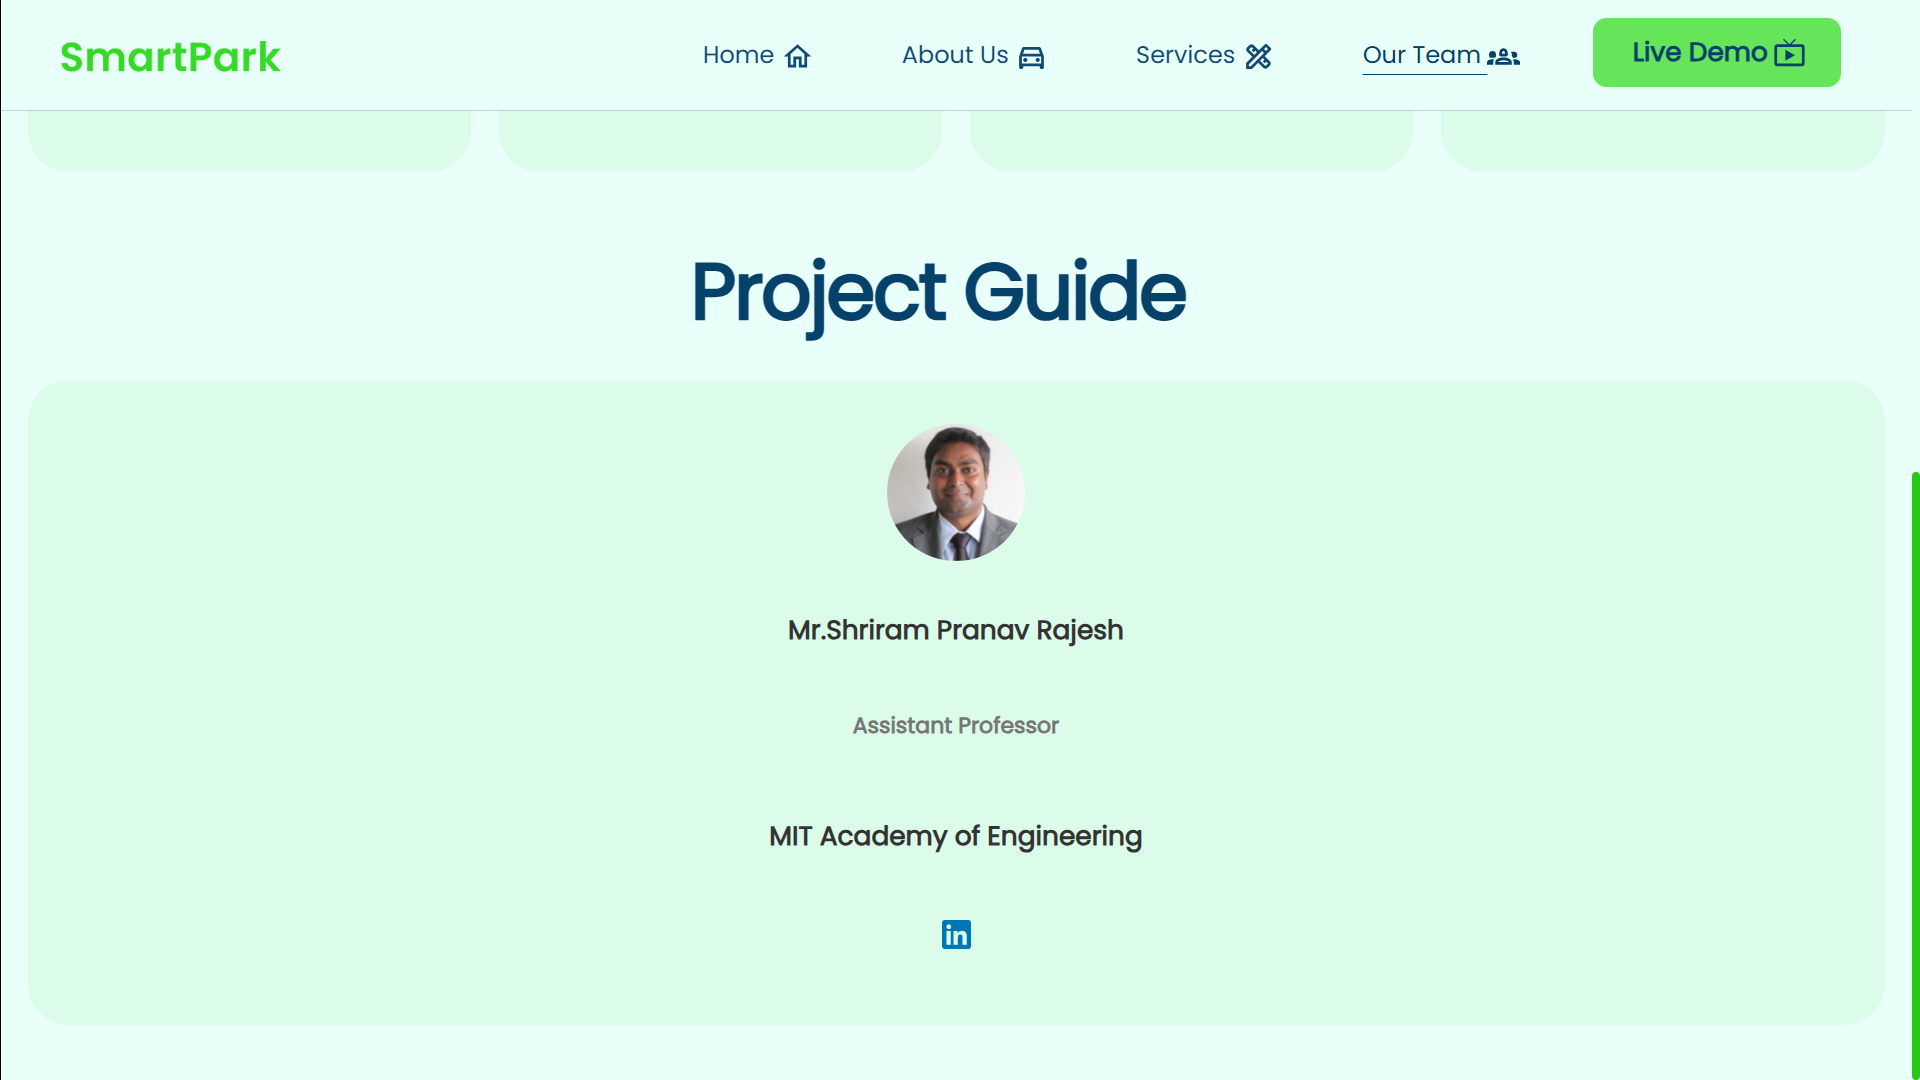 SmartPark
Home
About Us
Services
Our Team
Live Demo
Project Guide
Mr.Shriram Pranav Rajesh
Assistant Professor
MIT Academy of Engineering
in